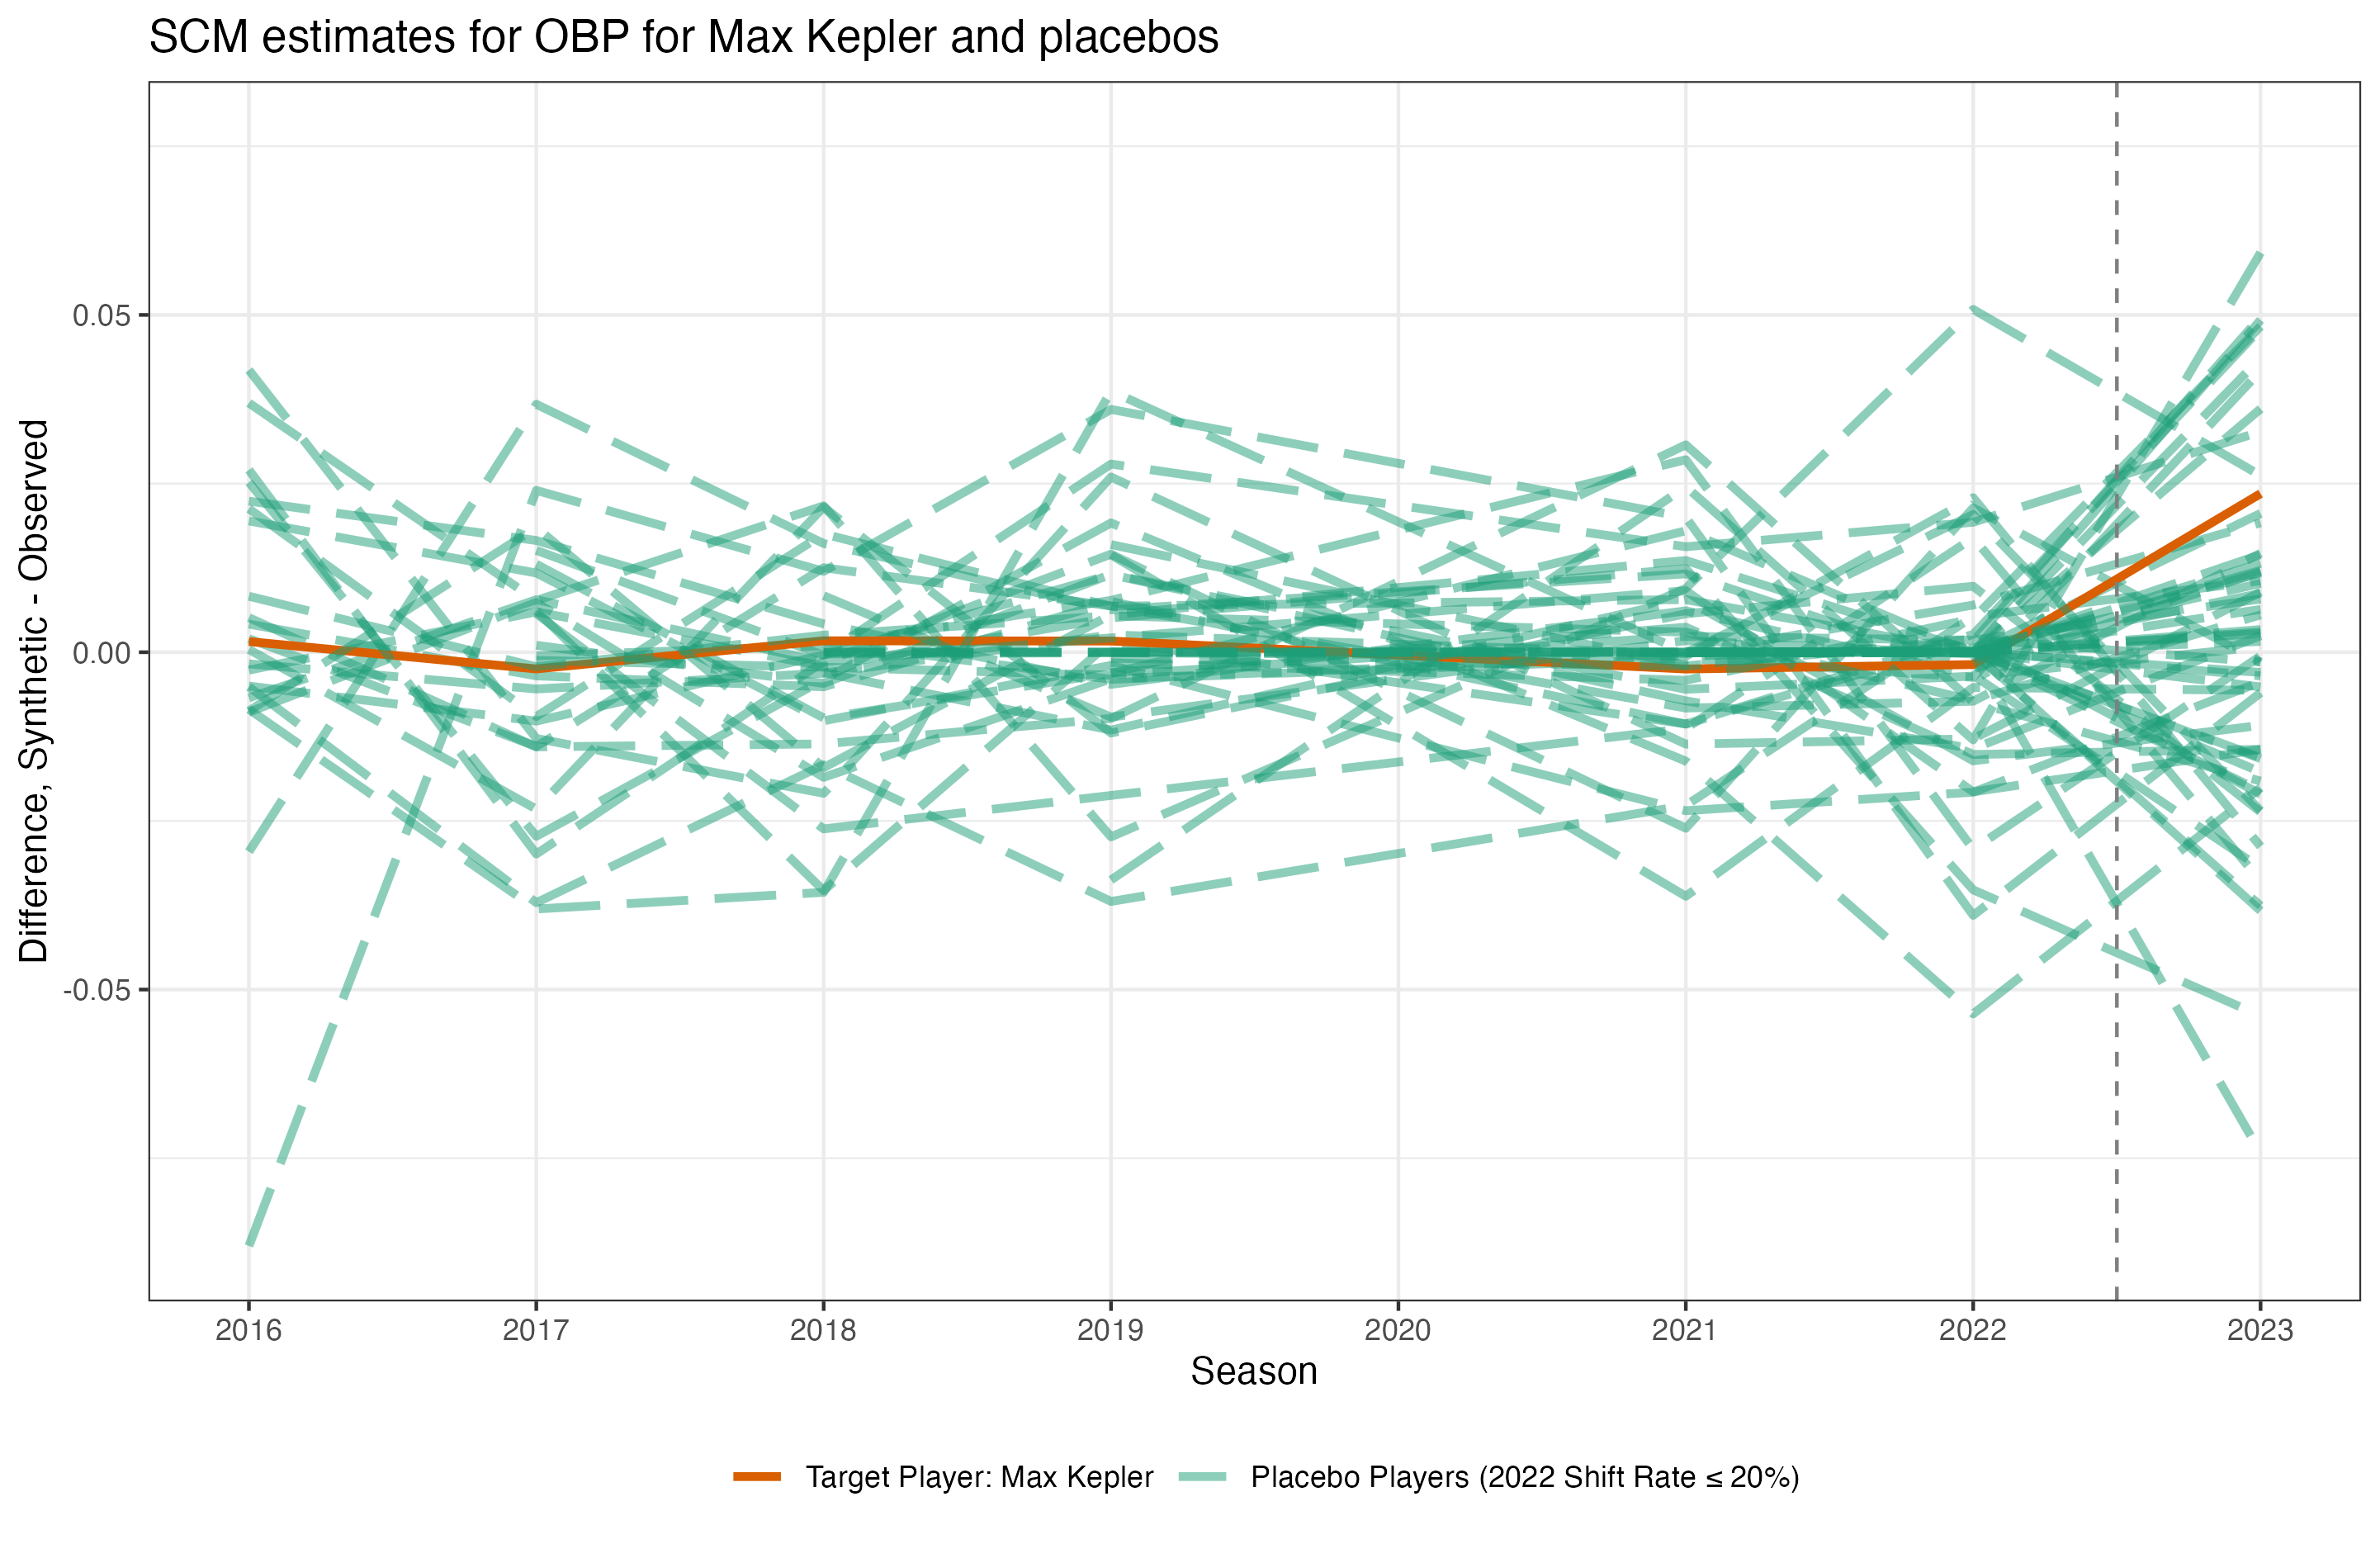 SCM estimates for OBP for Max Kepler and placebos
Difference, Synthetic - Observed
0.05
0.00
-0.05
2016 2017 2018 2019 2020 2021 2022 2023
Season
Target Player: Max Kepler Placebo Players (2022 Shift Rate ≤ 20%)